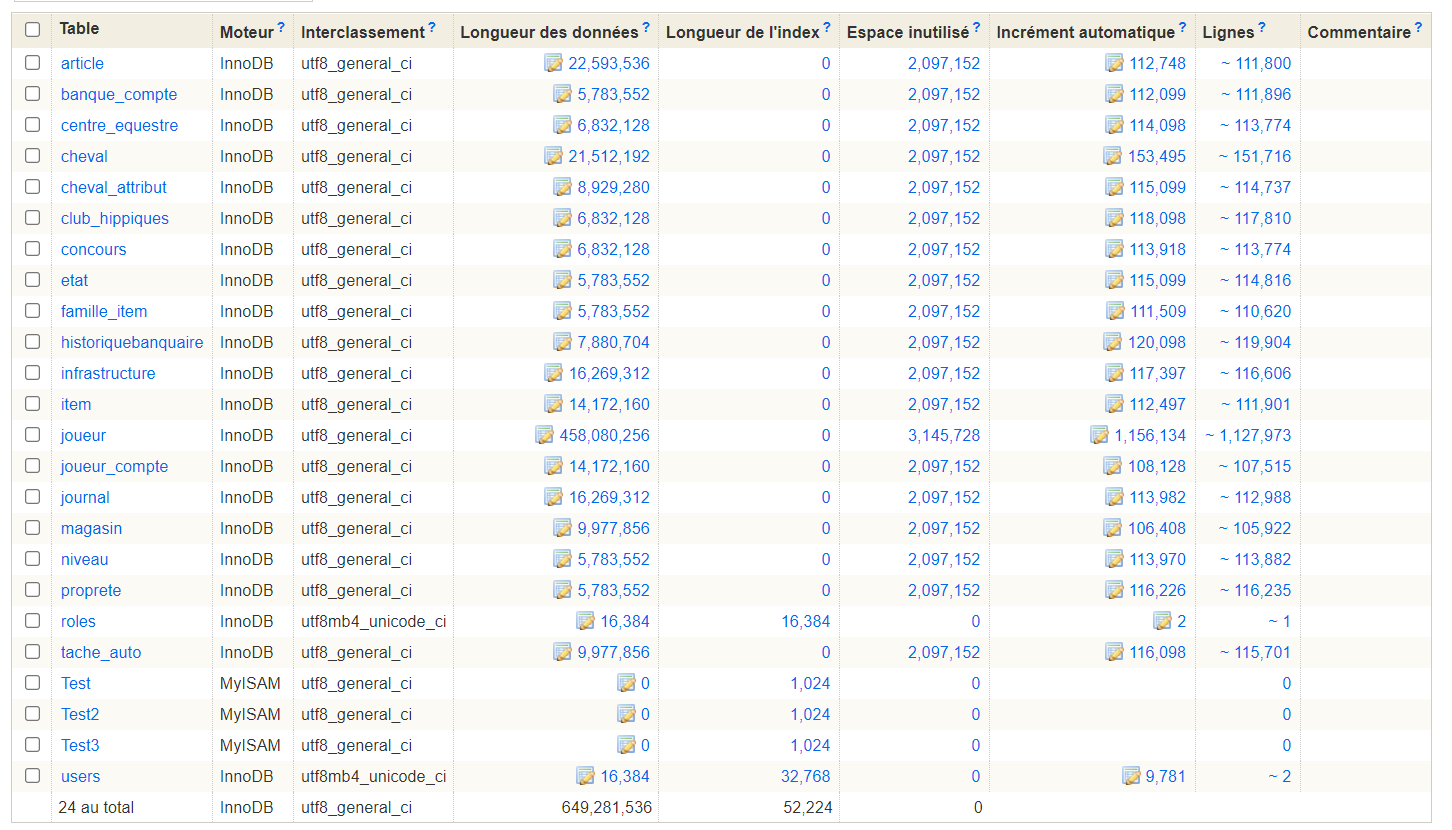 Table Moteur ? Interclassement ? Longueur des données ? Longueur de l'index ? Espace inutilisé ? Incrément automatique ? Lignes ? Commentaire ?
article InnoDB utf8_general_ci 22,593,536 0 2,097,152 112,748 ~ 111,800
banque_compte InnoDB utf8_general_ci 5,783,552 0 2,097,152 112,099 ~ 111,896
centre_equestre InnoDB utf8_general_ci 6,832,128 0 2,097,152 114,098 ~ 113,774
cheval InnoDB utf8_general_ci 21,512,192 0 2,097,152 153,495 ~ 151,716
cheval_attribut InnoDB utf8_general_ci 8,929,280 0 2,097,152 115,099 ~ 114,737
club_hippiques InnoDB utf8_general_ci 6,832,128 0 2,097,152 118,098 ~ 117,810
concours InnoDB utf8_general_ci 6,832,128 0 2,097,152 113,918 ~ 113,774
etat InnoDB utf8_general_ci 5,783,552 0 2,097,152 115,099 ~ 114,816
famille_item InnoDB utf8_general_ci 5,783,552 0 2,097,152 111,509 ~ 110,620
historiquebanquaire InnoDB utf8_general_ci 7,880,704 0 2,097,152 120,098 ~ 119,904
infrastructure InnoDB utf8_general_ci 16,269,312 0 2,097,152 117,397 ~ 116,606
item InnoDB utf8_general_ci 14,172,160 0 2,097,152 112,497 ~ 111,901
joueur InnoDB utf8_general_ci 458,080,256 0 3,145,728 1,156,134 ~ 1,127,973
joueur_compte InnoDB utf8_general_ci 14,172,160 0 2,097,152 108,128 ~ 107,515
journal InnoDB utf8_general_ci 16,269,312 0 2,097,152 113,982 ~ 112,988
magasin InnoDB utf8_general_ci 9,977,856 0 2,097,152 106,408 ~ 105,922
niveau InnoDB utf8_general_ci 5,783,552 0 2,097,152 113,970 ~ 113,882
proprete InnoDB utf8_general_ci 5,783,552 0 2,097,152 116,226 ~ 116,235
roles InnoDB utf8mb4_unicode_ci 16,384 16,384 0 2 ~ 1
tache_auto InnoDB utf8_general_ci 9,977,856 0 2,097,152 116,098 ~ 115,701
Test MyISAM utf8_general_ci 0 1,024 0 0
Test2 MyISAM utf8_general_ci 0 1,024 0 0
Test3 MyISAM utf8_general_ci 0 1,024 0 0
users InnoDB utf8mb4_unicode_ci 16,384 32,768 0 9,781 ~ 2
24 au total InnoDB utf8_general_ci 649,281,536 52,224 0